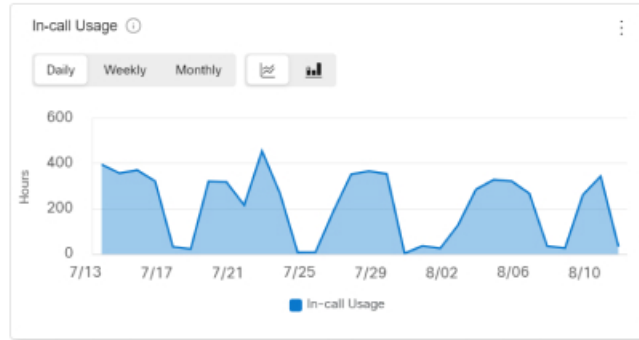 In-call Usage
Daily Weekly Monthly
600
400
200
0
Hours
7/13 7/17 7/21 7/25 7/29 8/02 8/06 8/10
In-call Usage